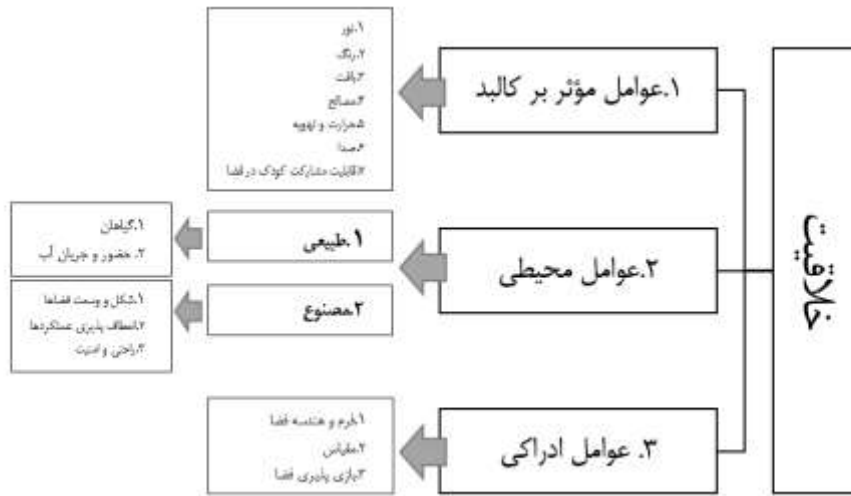 خلاقیت
۱.عوامل مؤثر بر کالبد
۱.نور
۲.رنگ
۳.بافت
۴.مصالح
۵.حرارت و تهویه
۶.صدا
۷.قابلیت مشارکت کودک در فضا
۲.عوامل محیطی
۱.طبیعی
۱.گیاهان
۲. حضور و جریان آب
۲.مصنوع
۱.شکل و وسعت فضاها
۲.انعطاف پذیری عملکردها
۳.راحتی و امنیت
۳. عوامل ادراکی
۱.فرم و هندسه فضا
۲.مقیاس
۳.بازی پذیری فضا